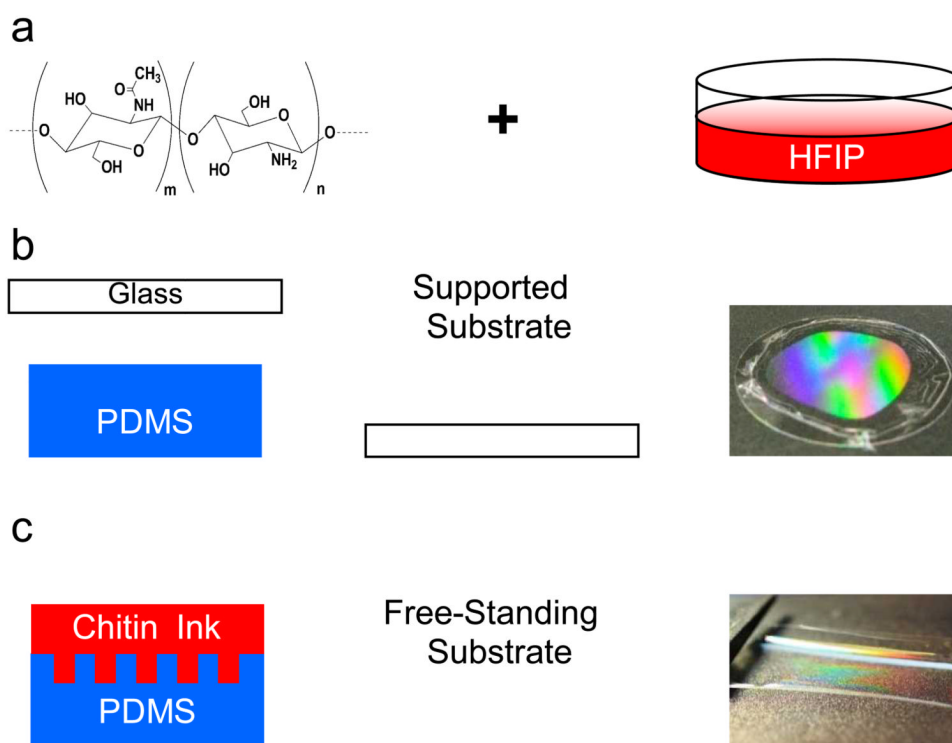 a
CH₃
O
HO
NH
OH
O
O
O
O
O
OH
HO
NH₂
m
n
+
HFIP
b
Glass
Supported
Substrate
PDMS
c
Chitin Ink
Free-Standing
Substrate
PDMS